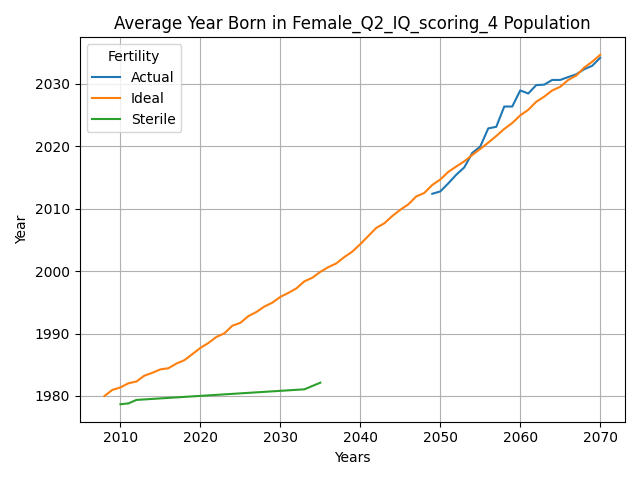 Average Year Born in Female_Q2_IQ_scoring_4 Population
Fertility
Actual
Ideal
Sterile
Year
2030
2020
2010
2000
1990
1980
2010 2020 2030 2040 2050 2060 2070
Years